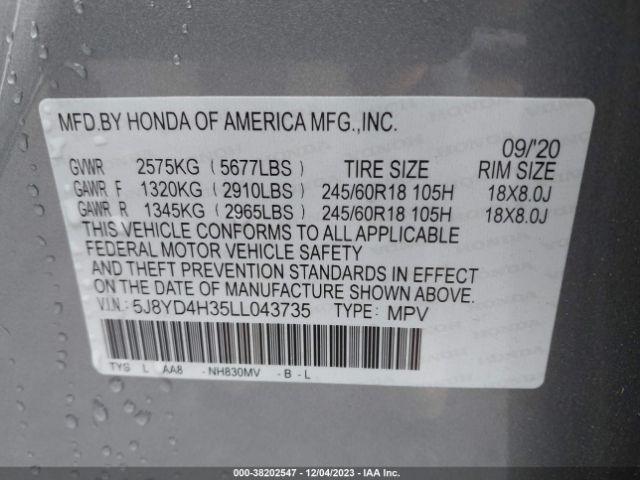 MFD.BY HONDA OF AMERICA MFG.,INC.
09/'20
GVWR 2575KG (5677LBS) TIRE SIZE RIM SIZE
GAWR F 1320KG (2910LBS) 245/60R18 105H 18X8.0J
GAWR R 1345KG (2965LBS) 245/60R18 105H 18X8.0J
THIS VEHICLE CONFORMS TO ALL APPLICABLE
FEDERAL MOTOR VEHICLE SAFETY
AND THEFT PREVENTION STANDARDS IN EFFECT
ON THE DATE OF MANUFACTURE SHOWN ABOVE.
V.I.N.: 5J8YD4H35LL043735 TYPE: MPV
TYS L AA8 - NH830MV - B - L
000-38202547 - 12/04/2023 - IAAI.COM